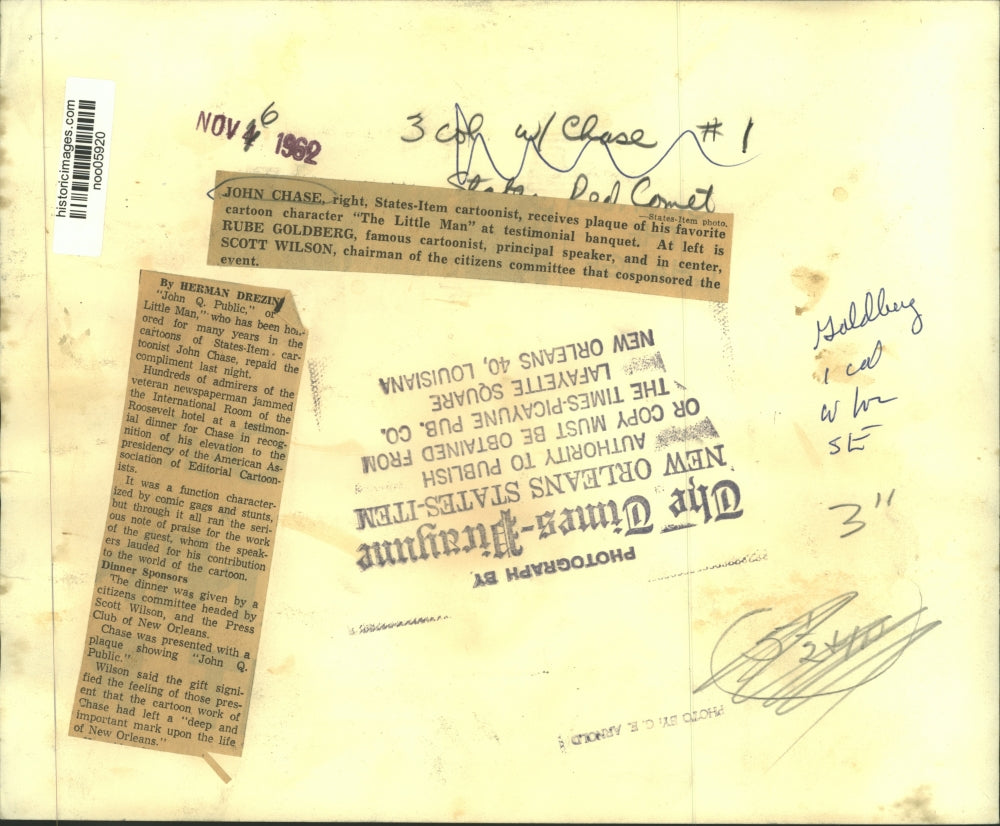 historicimages.com
noo05920
NOV 6 1962
3 col w/ Chase #1
Red Comet
—States-Item photo.
JOHN CHASE, right, States-Item cartoonist, receives plaque of his favorite
cartoon character "The Little Man" at testimonial banquet. At left is
RUBE GOLDBERG, famous cartoonist, principal speaker, and in center,
SCOTT WILSON, chairman of the citizens committee that cosponsored the
event.
By HERMAN DREZIN
"John Q. Public," or
Little Man," who has been hon-
ored for many years in the
cartoons of States-Item car-
toonist John Chase, repaid the
compliment last night.
Hundreds of admirers of the
veteran newspaperman jammed
the International Room of the
Roosevelt hotel at a testimon-
ial dinner for Chase in recog-
nition of his elevation to the
presidency of the American As-
sociation of Editorial Cartoon-
ists.
It was a function character-
ized by comic gags and stunts,
but through it all ran the seri-
ous note of praise for the work
of the guest, whom the speak-
ers lauded for his contribution
to the world of the cartoon.
Dinner Sponsors
The dinner was given by a
citizens committee headed by
Scott Wilson, and the Press
Club of New Orleans.
Chase was presented with a
plaque showing "John Q.
Public."
Wilson said the gift signi-
fied the feeling of those pres-
ent that the cartoon work of
Chase had left a "deep and
important mark upon the life
of New Orleans."
PHOTOGRAPH BY
The Times-Picayune
NEW ORLEANS STATES-ITEM
AUTHORITY TO PUBLISH
OR COPY MUST BE OBTAINED FROM
THE TIMES-PICAYUNE PUB. CO.
LAFAYETTE SQUARE
NEW ORLEANS 40, LOUISIANA
Goldberg
1 col
SE
3"
PHOTO BY, C. E. ARNOLD